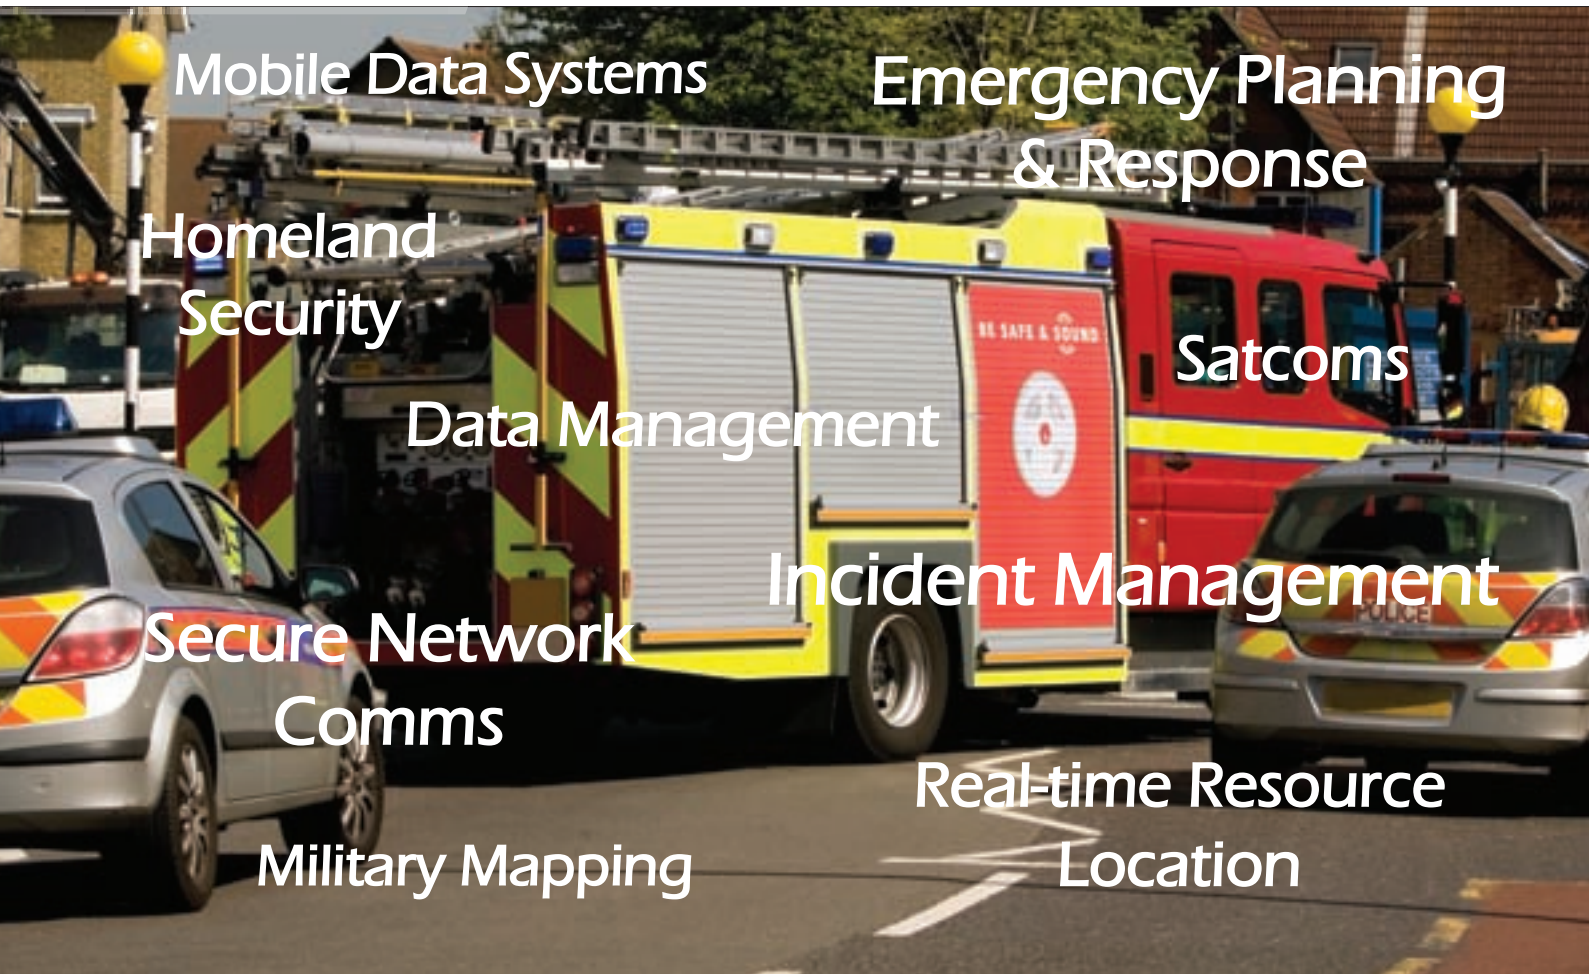 Mobile Data Systems
Emergency Planning
& Response
Homeland
Security
BE SAFE & SOUND
Satcoms
Data Management
Incident Management
POLICE
Secure Network
Comms
Real-time Resource
Location
Military Mapping